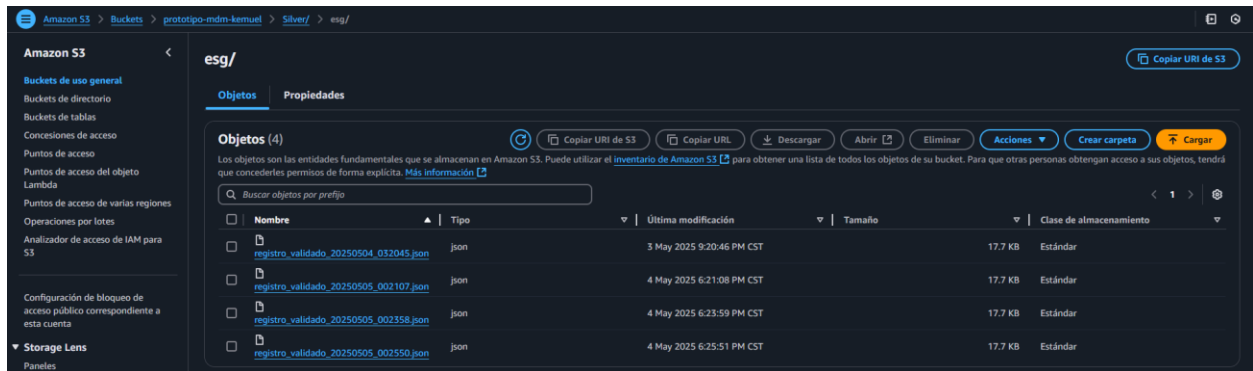 Amazon S3 > Buckets > prototipo-mdm-kemuel > Silver/ > esg/
Amazon S3
Buckets de uso general
Buckets de directorio
Buckets de tablas
Concesiones de acceso
Puntos de acceso
Puntos de acceso del objeto
Lambda
Puntos de acceso de varias regiones
Operaciones por lotes
Analizador de acceso de IAM para
S3
Configuración de bloqueo de
acceso público correspondiente a
esta cuenta
Storage Lens
Paneles
esg/
Copiar URI de S3
Objetos Propiedades
Objetos (4)
Copiar URI de S3 Copiar URL Descargar Abrir Eliminar Acciones Crear carpeta Cargar
Los objetos son las entidades fundamentales que se almacenan en Amazon S3. Puede utilizar el inventario de Amazon S3 para obtener una lista de todos los objetos de su bucket. Para que otras personas obtengan acceso a sus objetos, tendrá
que concederles permisos de forma explícita. Más información
Buscar objetos por prefijo
1
Nombre Tipo Última modificación Tamaño Clase de almacenamiento
registro_validado_20250504_032045.json json 3 May 2025 9:20:46 PM CST 17.7 KB Estándar
registro_validado_20250505_002107.json json 4 May 2025 6:21:08 PM CST 17.7 KB Estándar
registro_validado_20250505_002358.json json 4 May 2025 6:23:59 PM CST 17.7 KB Estándar
registro_validado_20250505_002550.json json 4 May 2025 6:25:51 PM CST 17.7 KB Estándar